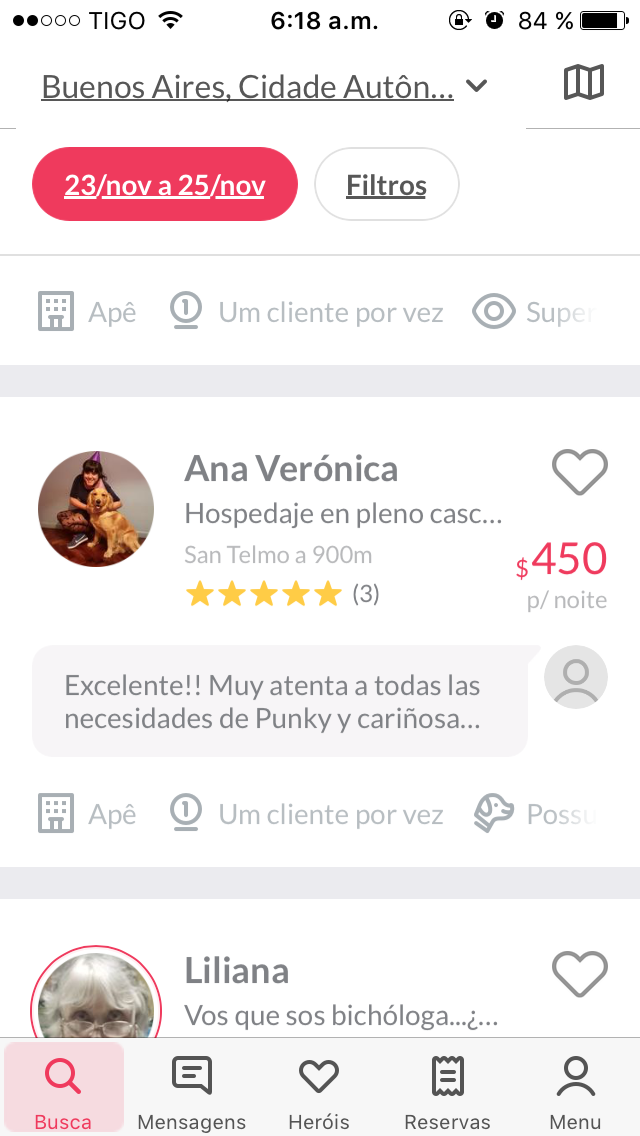 TIGO 6:18 a.m. 84 %
Buenos Aires, Cidade Autôn...
23/nov a 25/nov Filtros
Apê 1 Um cliente por vez Super
Ana Verónica
Hospedaje en pleno casc...
San Telmo a 900m
$450
(3)
p/ noite
Excelente!! Muy atenta a todas las
necesidades de Punky y cariñosa...
Apê 1 Um cliente por vez Possu
Liliana
Vos que sos bichóloga...¿...
Busca Mensagens Heróis Reservas Menu